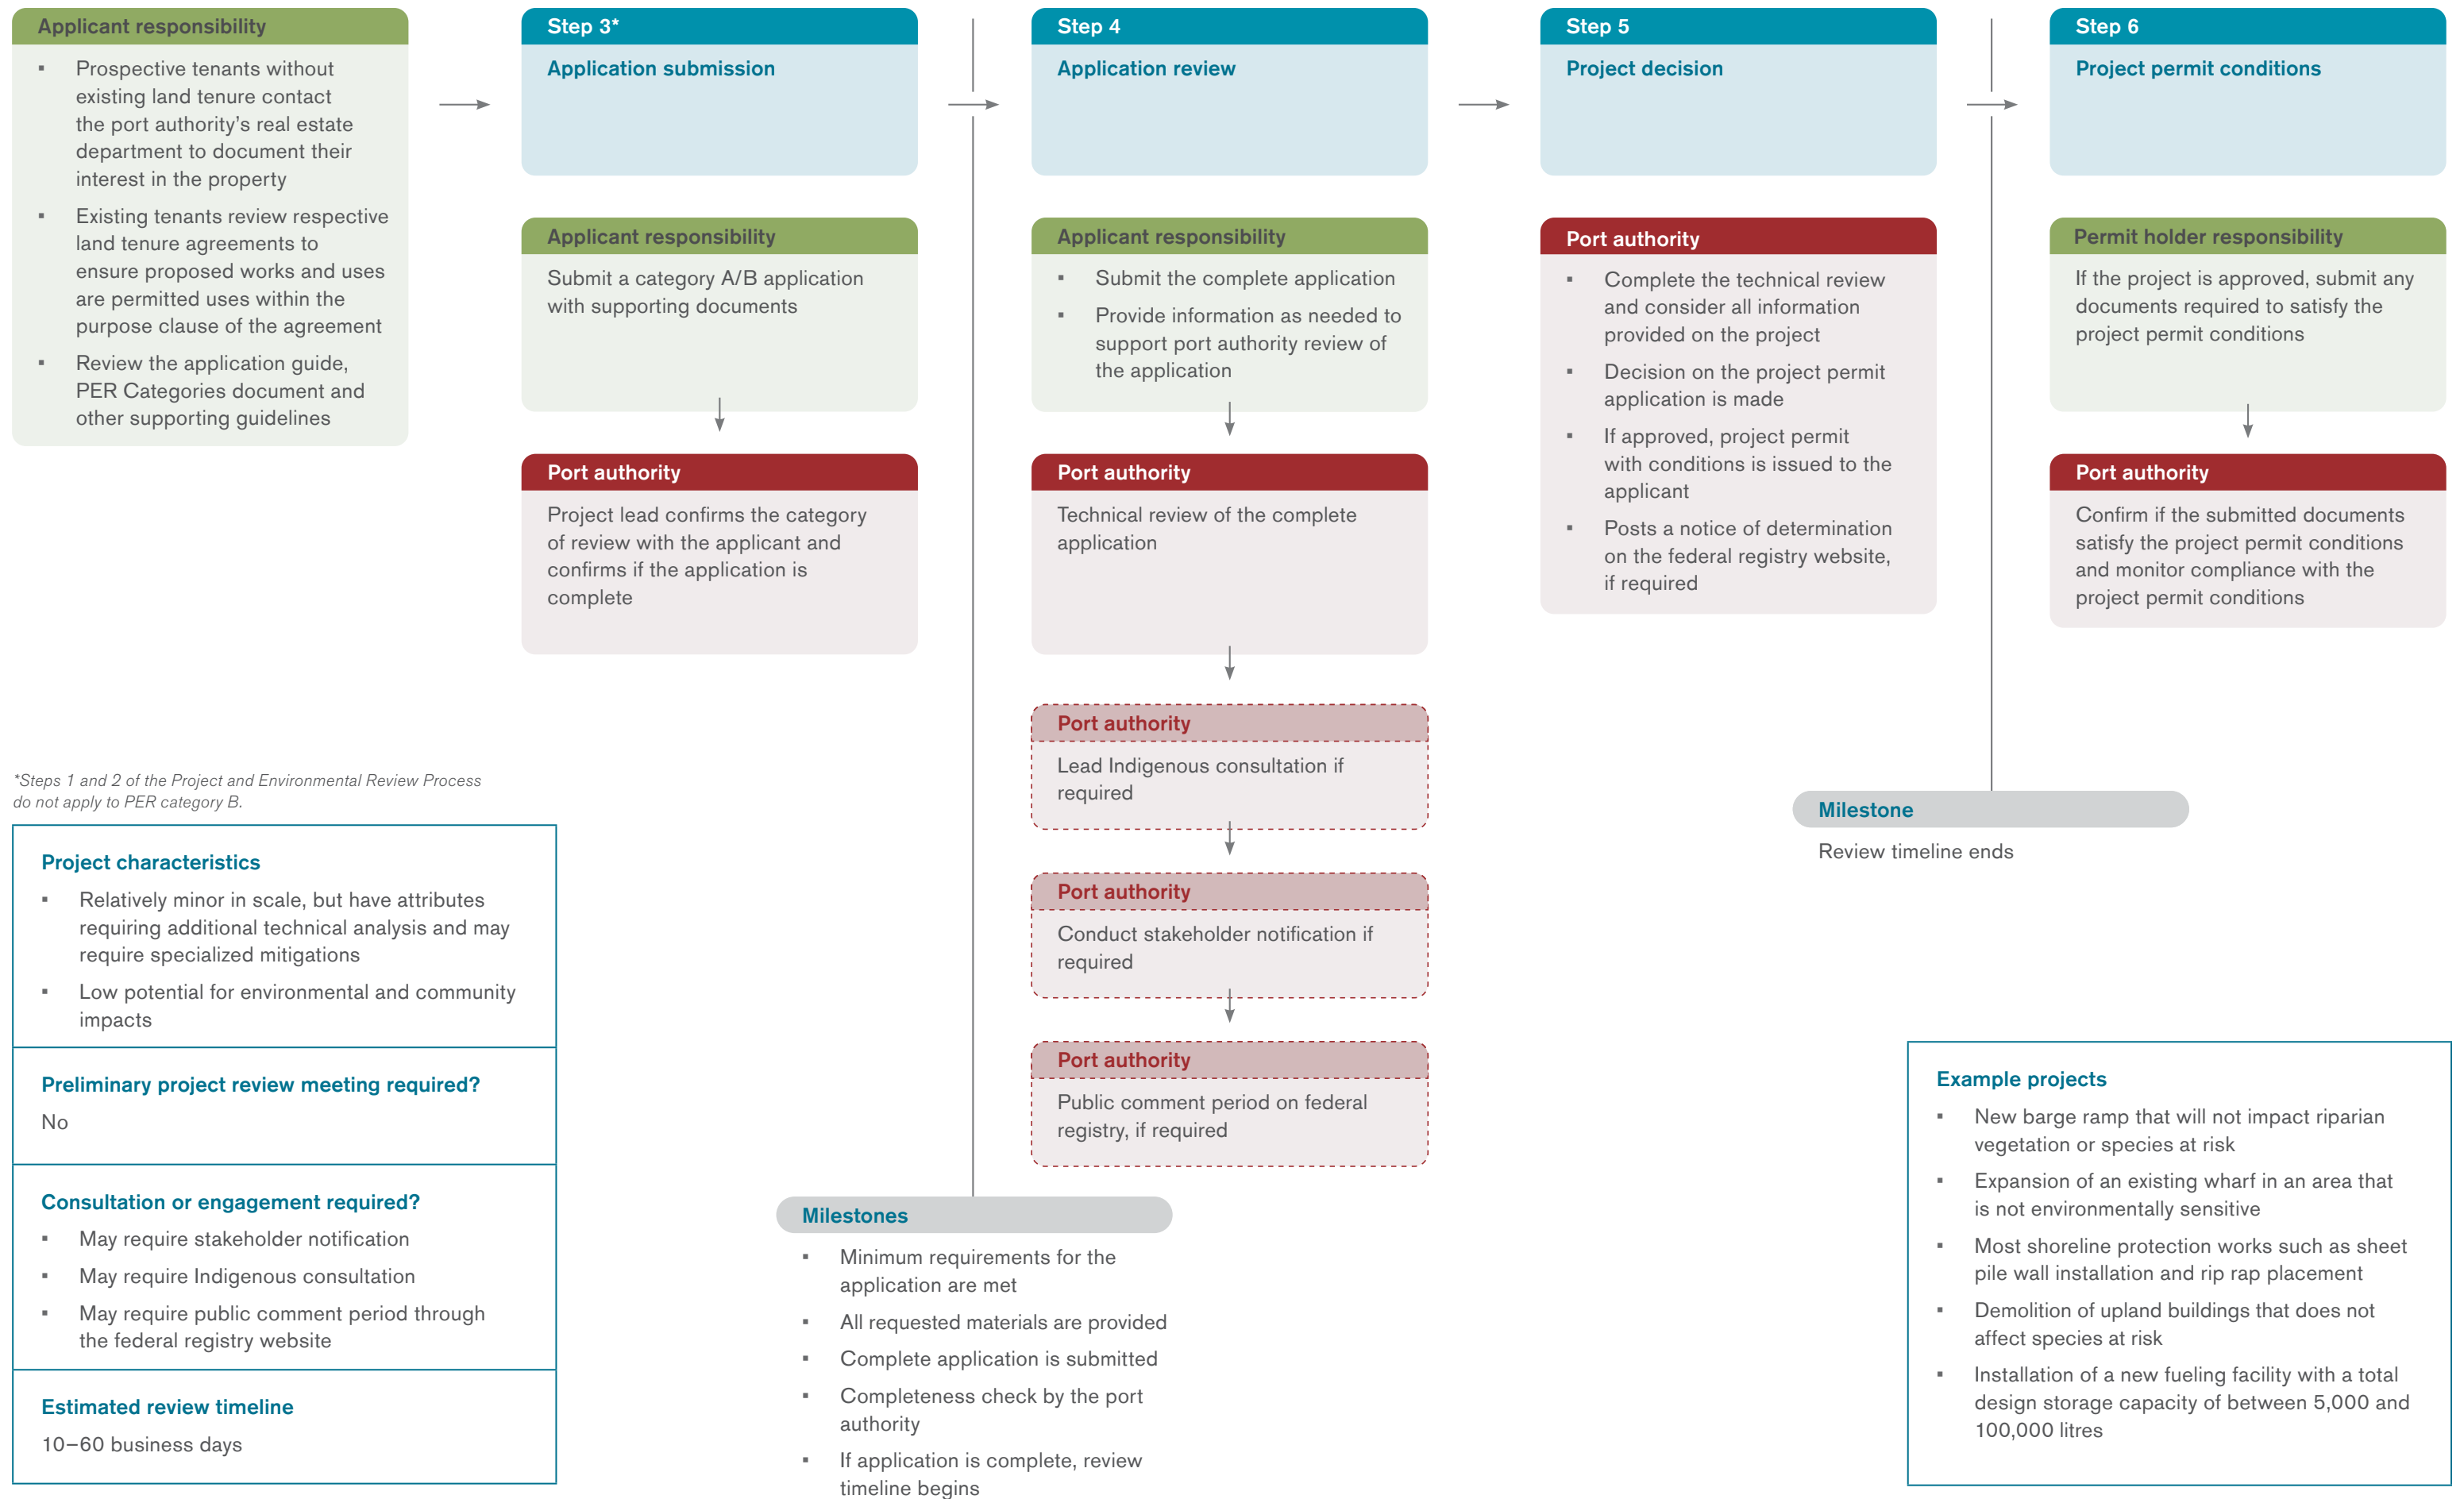 Applicant responsibility
▪ Prospective tenants without
existing land tenure contact
the port authority’s real estate
department to document their
interest in the property
▪ Existing tenants review respective
land tenure agreements to
ensure proposed works and uses
are permitted uses within the
purpose clause of the agreement
▪ Review the application guide,
PER Categories document and
other supporting guidelines
Step 3*
Application submission
Applicant responsibility
Submit a category A/B application
with supporting documents
Port authority
Project lead confirms the category
of review with the applicant and
confirms if the application is
complete
Step 4
Application review
Applicant responsibility
▪ Submit the complete application
▪ Provide information as needed to
support port authority review of
the application
Port authority
Technical review of the complete
application
Port authority
Lead Indigenous consultation if
required
Port authority
Conduct stakeholder notification if
required
Port authority
Public comment period on federal
registry, if required
Step 5
Project decision
Port authority
▪ Complete the technical review
and consider all information
provided on the project
▪ Decision on the project permit
application is made
▪ If approved, project permit
with conditions is issued to the
applicant
▪ Posts a notice of determination
on the federal registry website,
if required
Step 6
Project permit conditions
Permit holder responsibility
If the project is approved, submit any
documents required to satisfy the
project permit conditions
Port authority
Confirm if the submitted documents
satisfy the project permit conditions
and monitor compliance with the
project permit conditions
*Steps 1 and 2 of the Project and Environmental Review Process
do not apply to PER category B.
Project characteristics
▪ Relatively minor in scale, but have attributes
requiring additional technical analysis and may
require specialized mitigations
▪ Low potential for environmental and community
impacts
Preliminary project review meeting required?
No
Consultation or engagement required?
▪ May require stakeholder notification
▪ May require Indigenous consultation
▪ May require public comment period through
the federal registry website
Estimated review timeline
10–60 business days
Milestones
▪ Minimum requirements for the
application are met
▪ All requested materials are provided
▪ Complete application is submitted
▪ Completeness check by the port
authority
▪ If application is complete, review
timeline begins
Milestone
Review timeline ends
Example projects
▪ New barge ramp that will not impact riparian
vegetation or species at risk
▪ Expansion of an existing wharf in an area that
is not environmentally sensitive
▪ Most shoreline protection works such as sheet
pile wall installation and rip rap placement
▪ Demolition of upland buildings that does not
affect species at risk
▪ Installation of a new fueling facility with a total
design storage capacity of between 5,000 and
100,000 litres